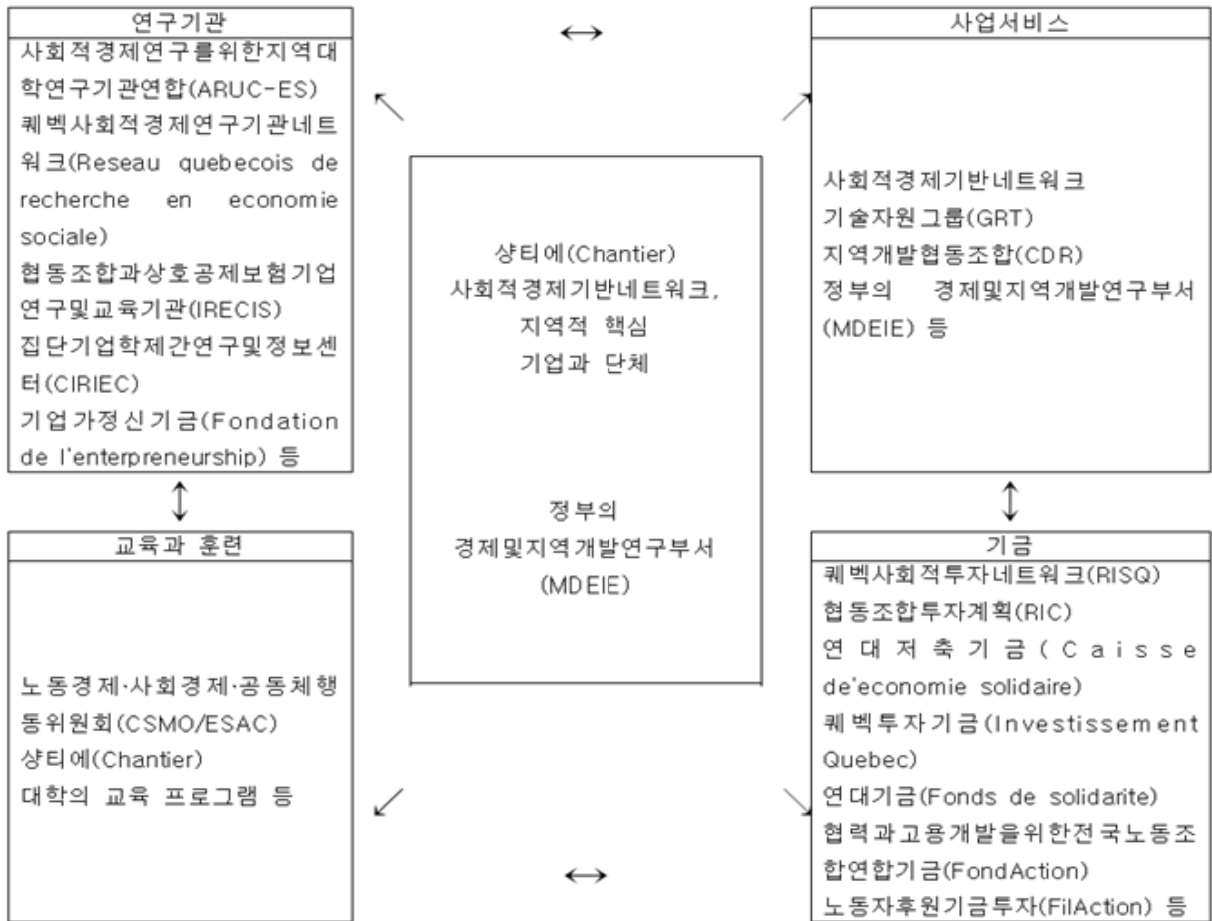 연구기관
사회적경제연구를위한지역대
학연구기관연합(ARUC-ES)
퀘벡사회적경제연구기관네트
워크(Reseau quebecois de
recherche en economie
sociale)
협동조합과상호공제보험기업
연구및교육기관(IRECIS)
집단기업학제간연구및정보센
터(CIRIEC)
기업가정신기금(Fondation
de l'enterpreneurship) 등
사업서비스
사회적경제기반네트워크
기술자원그룹(GRT)
지역개발협동조합(CDR)
정부의 경제및지역개발연구부서
(MDEIE) 등
샹티에(Chantier)
사회적경제기반네트워크,
지역적 핵심
기업과 단체
정부의
경제및지역개발연구부서
(MDEIE)
교육과 훈련
노동경제·사회경제·공동체행
동위원회(CSMO/ESAC)
샹티에(Chantier)
대학의 교육 프로그램 등
기금
퀘벡사회적투자네트워크(RISQ)
협동조합투자계획(RIC)
연대저축기금(Caisse
de'economie solidaire)
퀘벡투자기금(Investissement
Quebec)
연대기금(Fonds de solidarite)
협력과고용개발을위한전국노동조
합연합기금(FondAction)
노동자후원기금투자(FilAction) 등